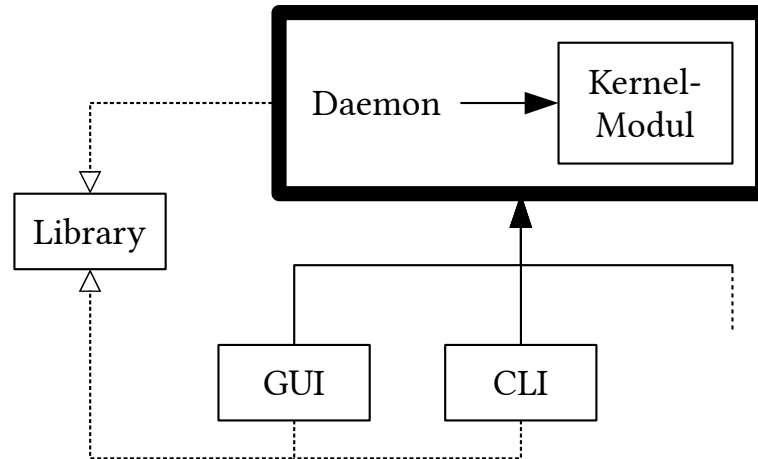 Daemon
Kernel-
Modul
Library
GUI
CLI